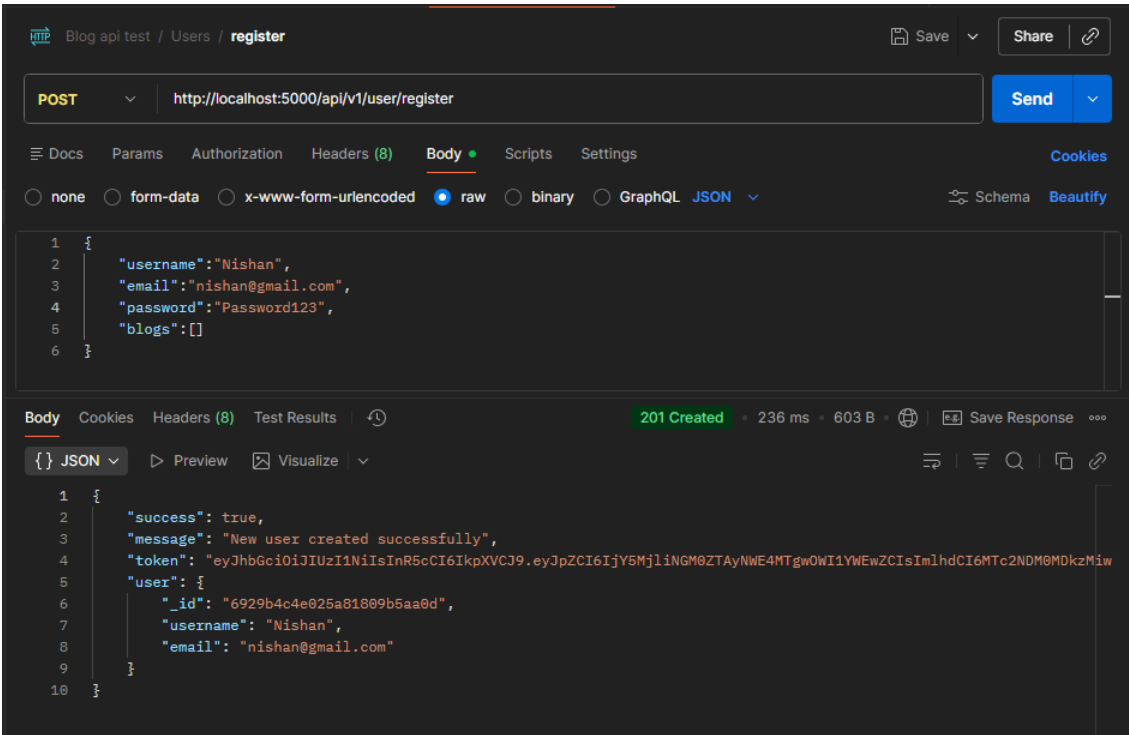 HTTP Blog api test / Users / register Save Share
POST http://localhost:5000/api/v1/user/register Send
Docs Params Authorization Headers (8) Body Scripts Settings Cookies
none form-data x-www-form-urlencoded raw binary GraphQL JSON Schema Beautify
1 {
2 "username":"Nishan",
3 "email":"nishan@gmail.com",
4 "password":"Password123",
5 "blogs":[]
6 }
Body Cookies Headers (8) Test Results 201 Created 236 ms 603 B e.g. Save Response
{} JSON Preview Visualize
1 {
2 "success": true,
3 "message": "New user created successfully",
4 "token": "eyJhbGciOiJIUzI1NiIsInR5cCI6IkpXVCJ9.eyJpZCI6IjY5MjliNGM0ZTAyNWE4MTgwOWI1YWEwZCIsImlhdCI6MTc2NDM0MDkzMiw
5 "user": {
6 "_id": "6929b4c4e025a81809b5aa0d",
7 "username": "Nishan",
8 "email": "nishan@gmail.com"
9 }
10 }